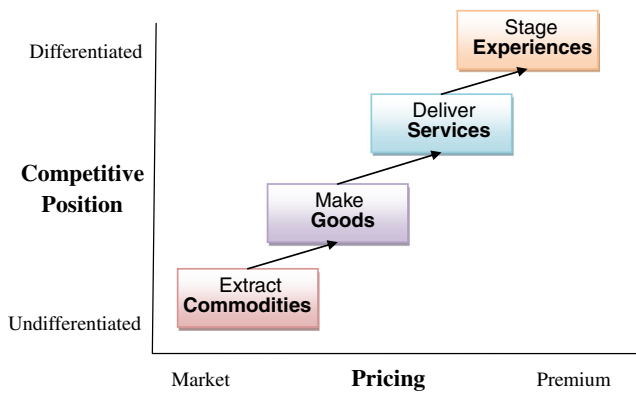 Stage
Experiences
Differentiated
Deliver
Services
Competitive
Position
Make
Goods
Extract
Commodities
Undifferentiated
Market
Pricing
Premium